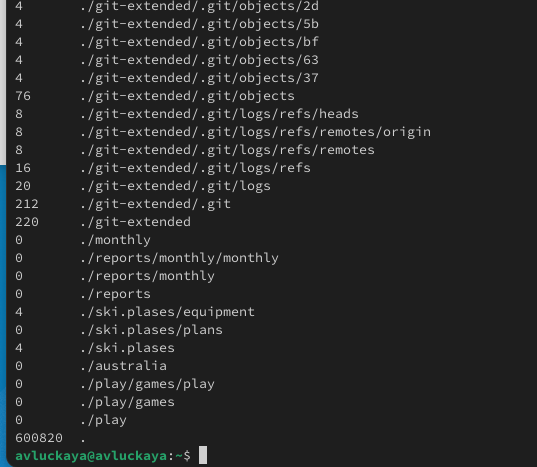 4 ./git-extended/.git/objects/2d
4 ./git-extended/.git/objects/5b
4 ./git-extended/.git/objects/bf
4 ./git-extended/.git/objects/63
4 ./git-extended/.git/objects/37
76 ./git-extended/.git/objects
8 ./git-extended/.git/logs/refs/heads
8 ./git-extended/.git/logs/refs/remotes/origin
8 ./git-extended/.git/logs/refs/remotes
16 ./git-extended/.git/logs/refs
20 ./git-extended/.git/logs
212 ./git-extended/.git
220 ./git-extended
0 ./monthly
0 ./reports/monthly/monthly
0 ./reports/monthly
0 ./reports
4 ./ski.plases/equipment
0 ./ski.plases/plans
4 ./ski.plases
0 ./australia
0 ./play/games/play
0 ./play/games
0 ./play
600820 .
avluckaya@avluckaya:~$